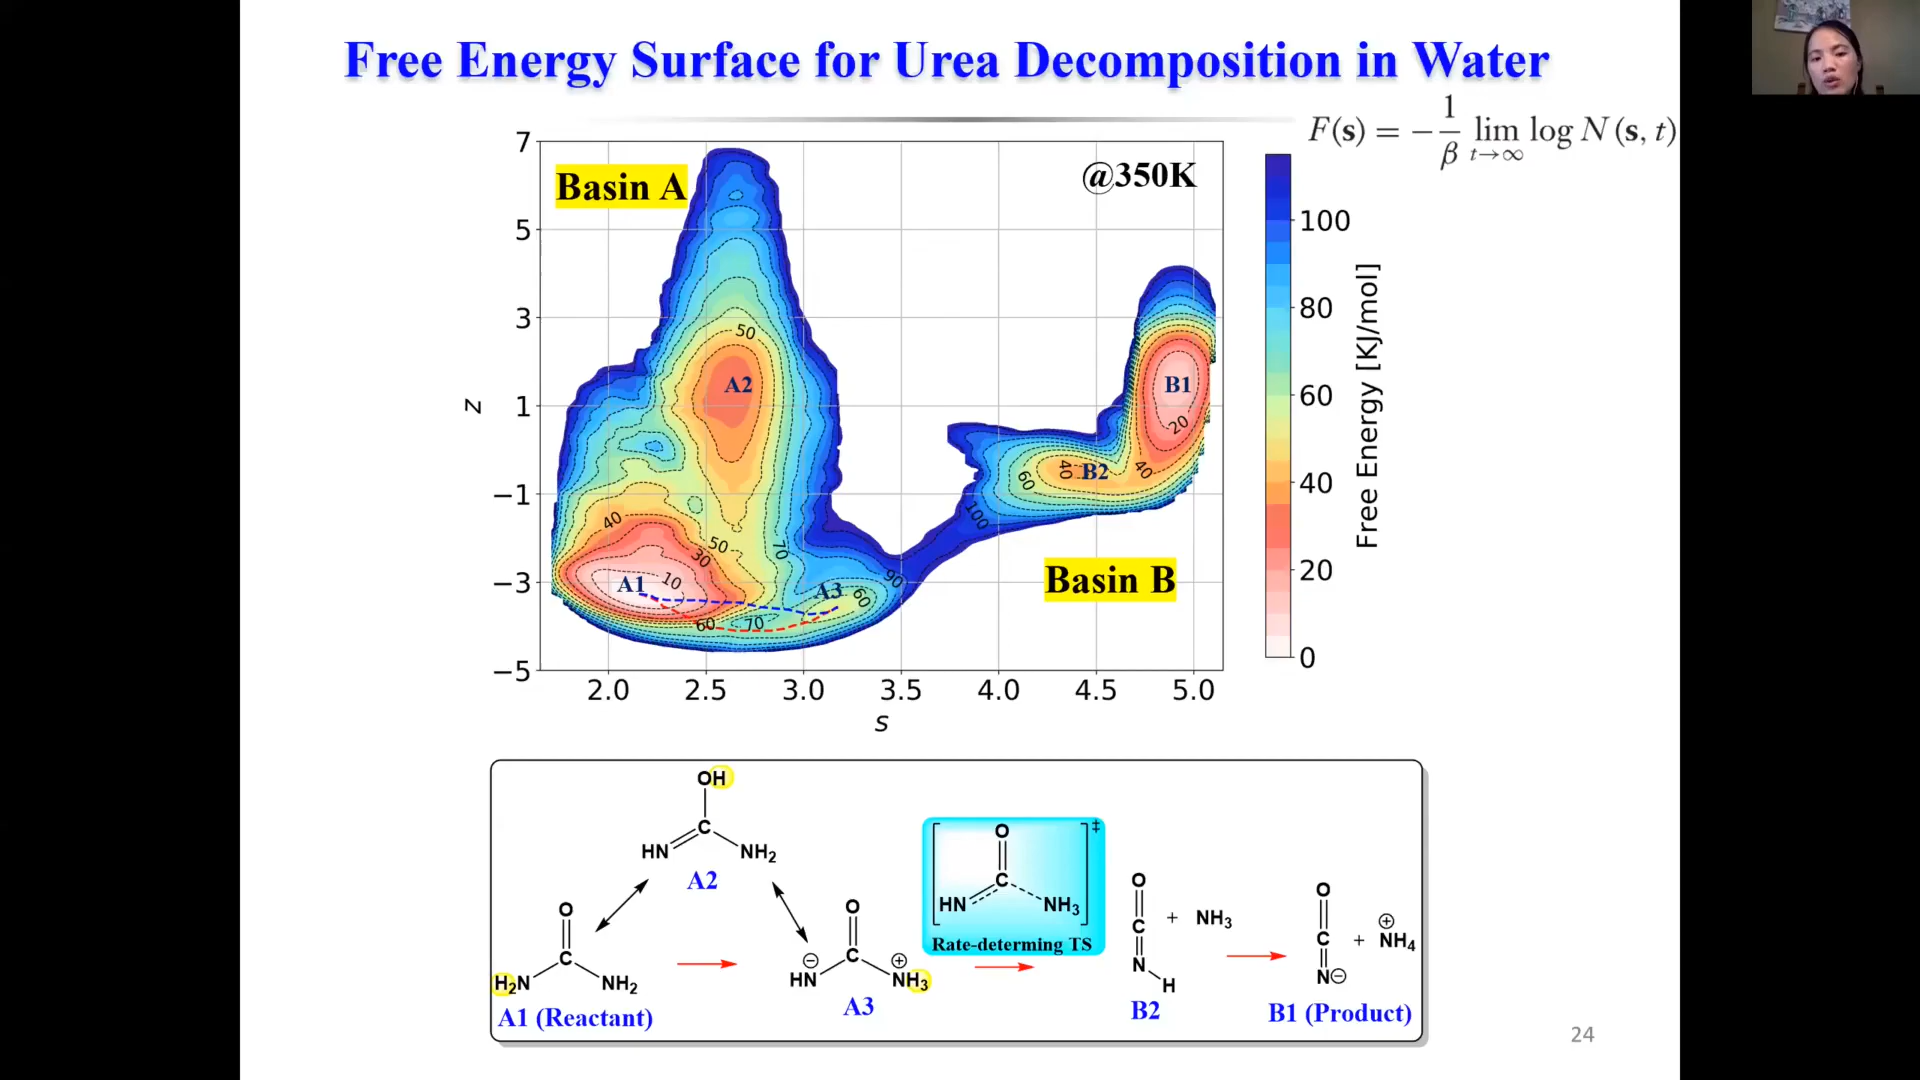 Free Energy Surface for Urea Decomposition in Water
F(s) = −1/β lim t→∞ log N(s, t)
Basin A
@350K
7
5
3
1
−1
−3
−5
z
50
A2
40
50
30
70
A1
10
A3
60
60
70
90
100
60
40
B2
40
B1
20
Basin B
2.0 2.5 3.0 3.5 4.0 4.5 5.0
s
100
80
60
40
20
0
Free Energy [KJ/mol]
OH
C
HN NH2
A2
O
C
H2N NH2
A1 (Reactant)
O
C
⊖ ⊕
HN NH3
A3
O ‡
C
HN NH3
Rate-determing TS
O
C + NH3
N
H
B2
O
C + ⊕ NH4
N⊖
B1 (Product)
24